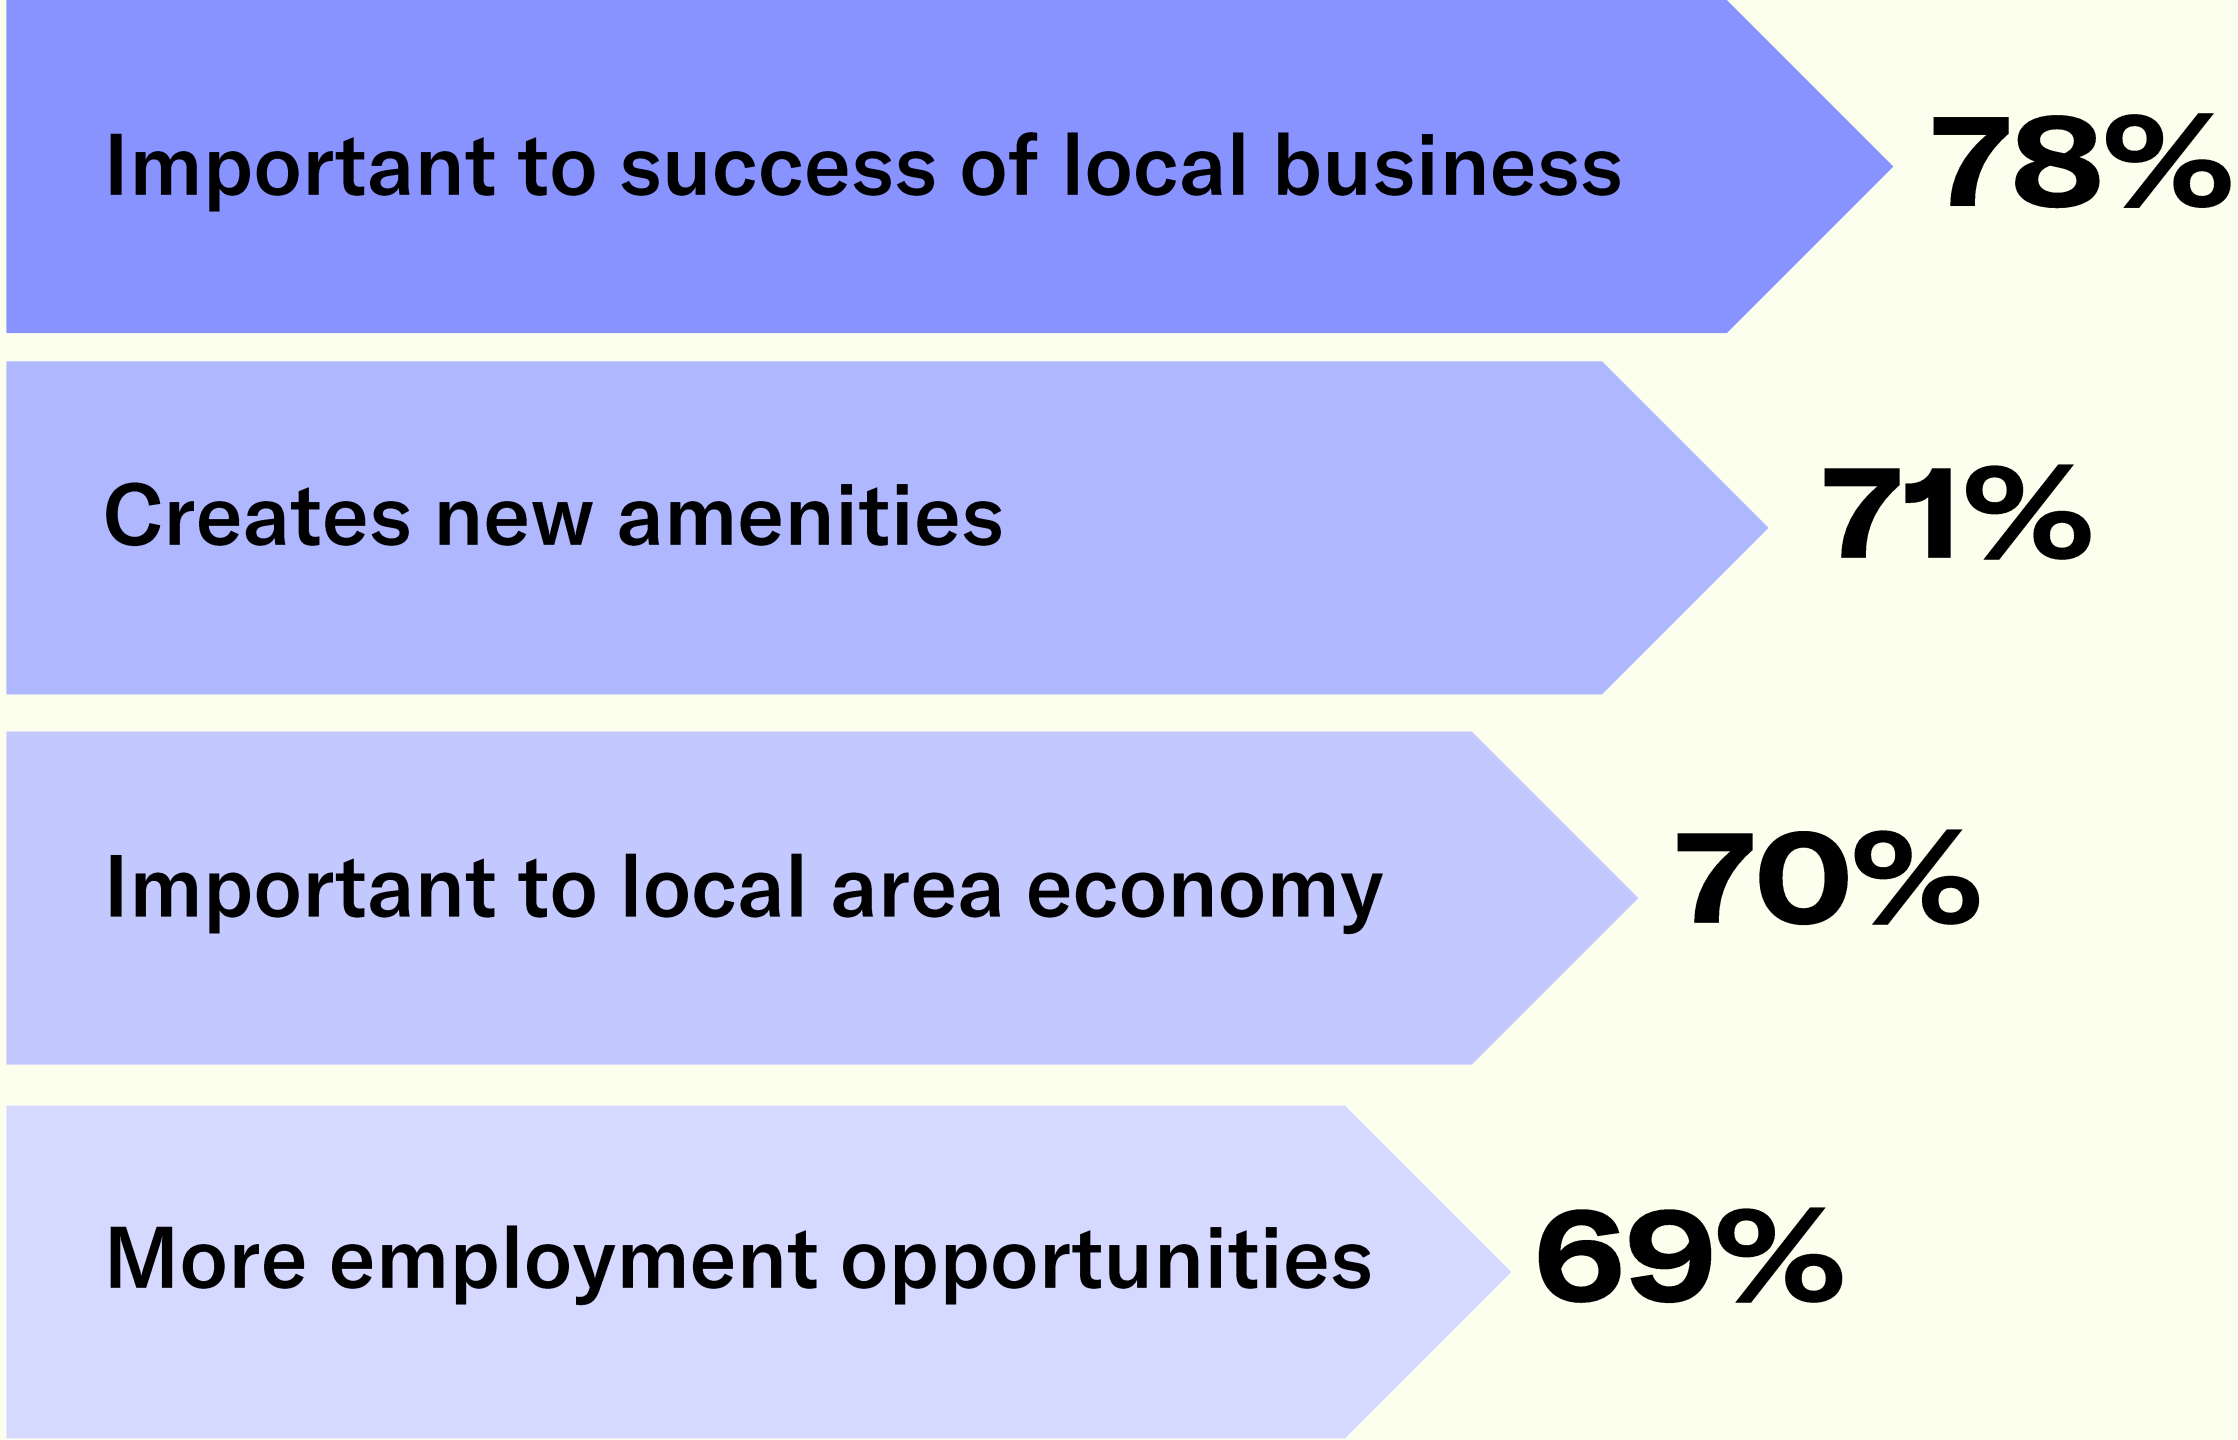 Important to success of local business 78%
Creates new amenities 71%
Important to local area economy 70%
More employment opportunities 69%